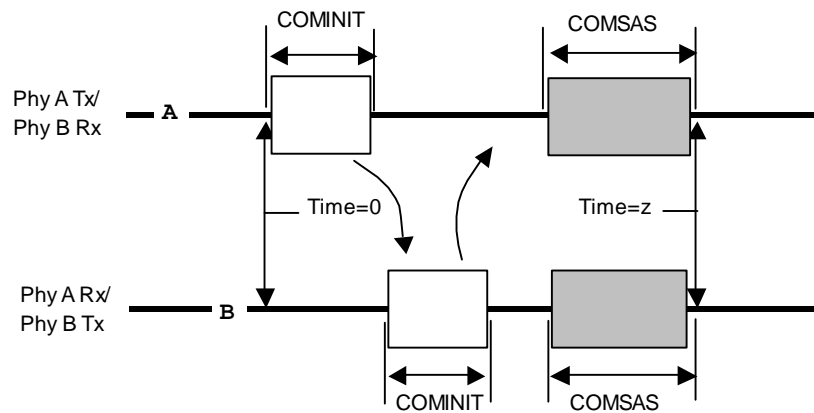 COMINIT
COMSAS
Phy A Tx/
Phy B Rx
A
Time=0
Time=z
Phy A Rx/
Phy B Tx
B
COMINIT
COMSAS